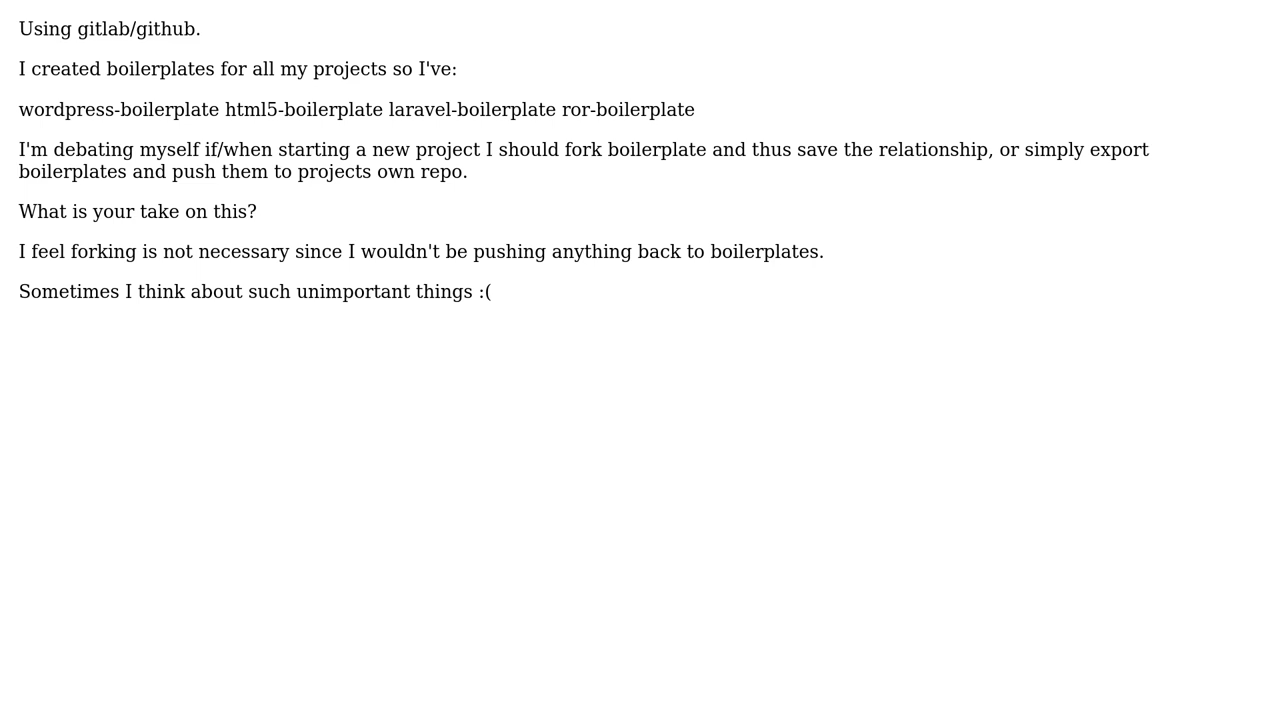 Using gitlab/github.
I created boilerplates for all my projects so I've:
wordpress-boilerplate html5-boilerplate laravel-boilerplate ror-boilerplate
I'm debating myself if/when starting a new project I should fork boilerplate and thus save the relationship, or simply export
boilerplates and push them to projects own repo.
What is your take on this?
I feel forking is not necessary since I wouldn't be pushing anything back to boilerplates.
Sometimes I think about such unimportant things :(